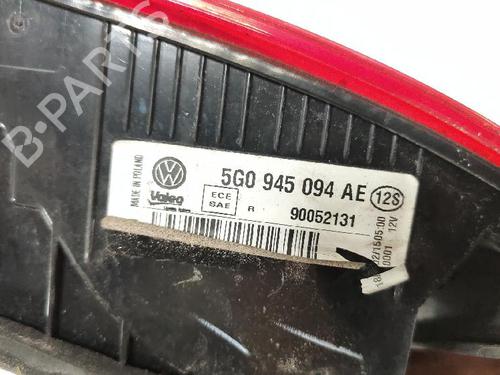 B-PARTS
MADE IN POLAND
5G0 945 094 AE
12S
Valeo
ECE
SAE
R
90052131
12V